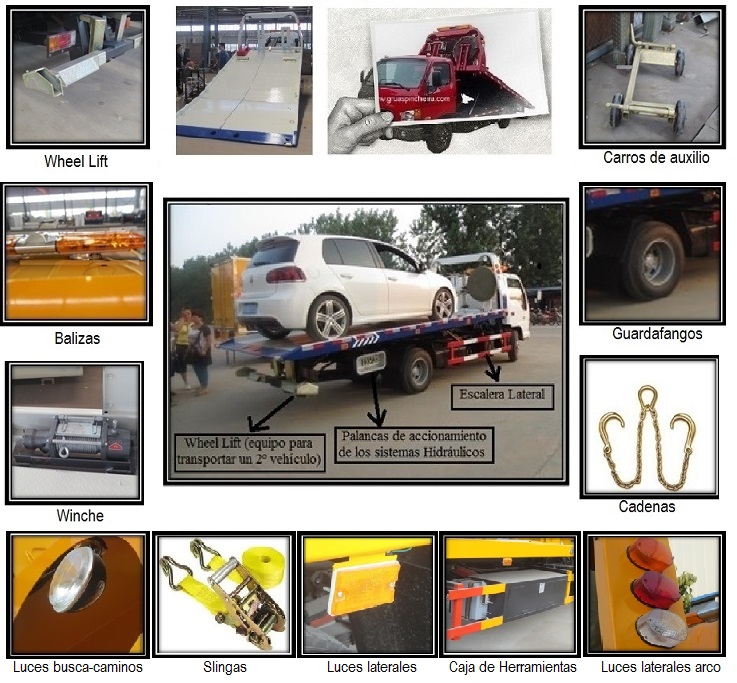 www.gruaspincheira.com
Wheel Lift
Carros de auxilio
Balizas
Guardafangos
Escalera Lateral
Wheel Lift (equipo para
transportar un 2º vehículo)
Palancas de accionamiento
de los sistemas Hidráulicos
Winche
Cadenas
Luces busca-caminos
Slingas
Luces laterales
Caja de Herramientas
Luces laterales arco